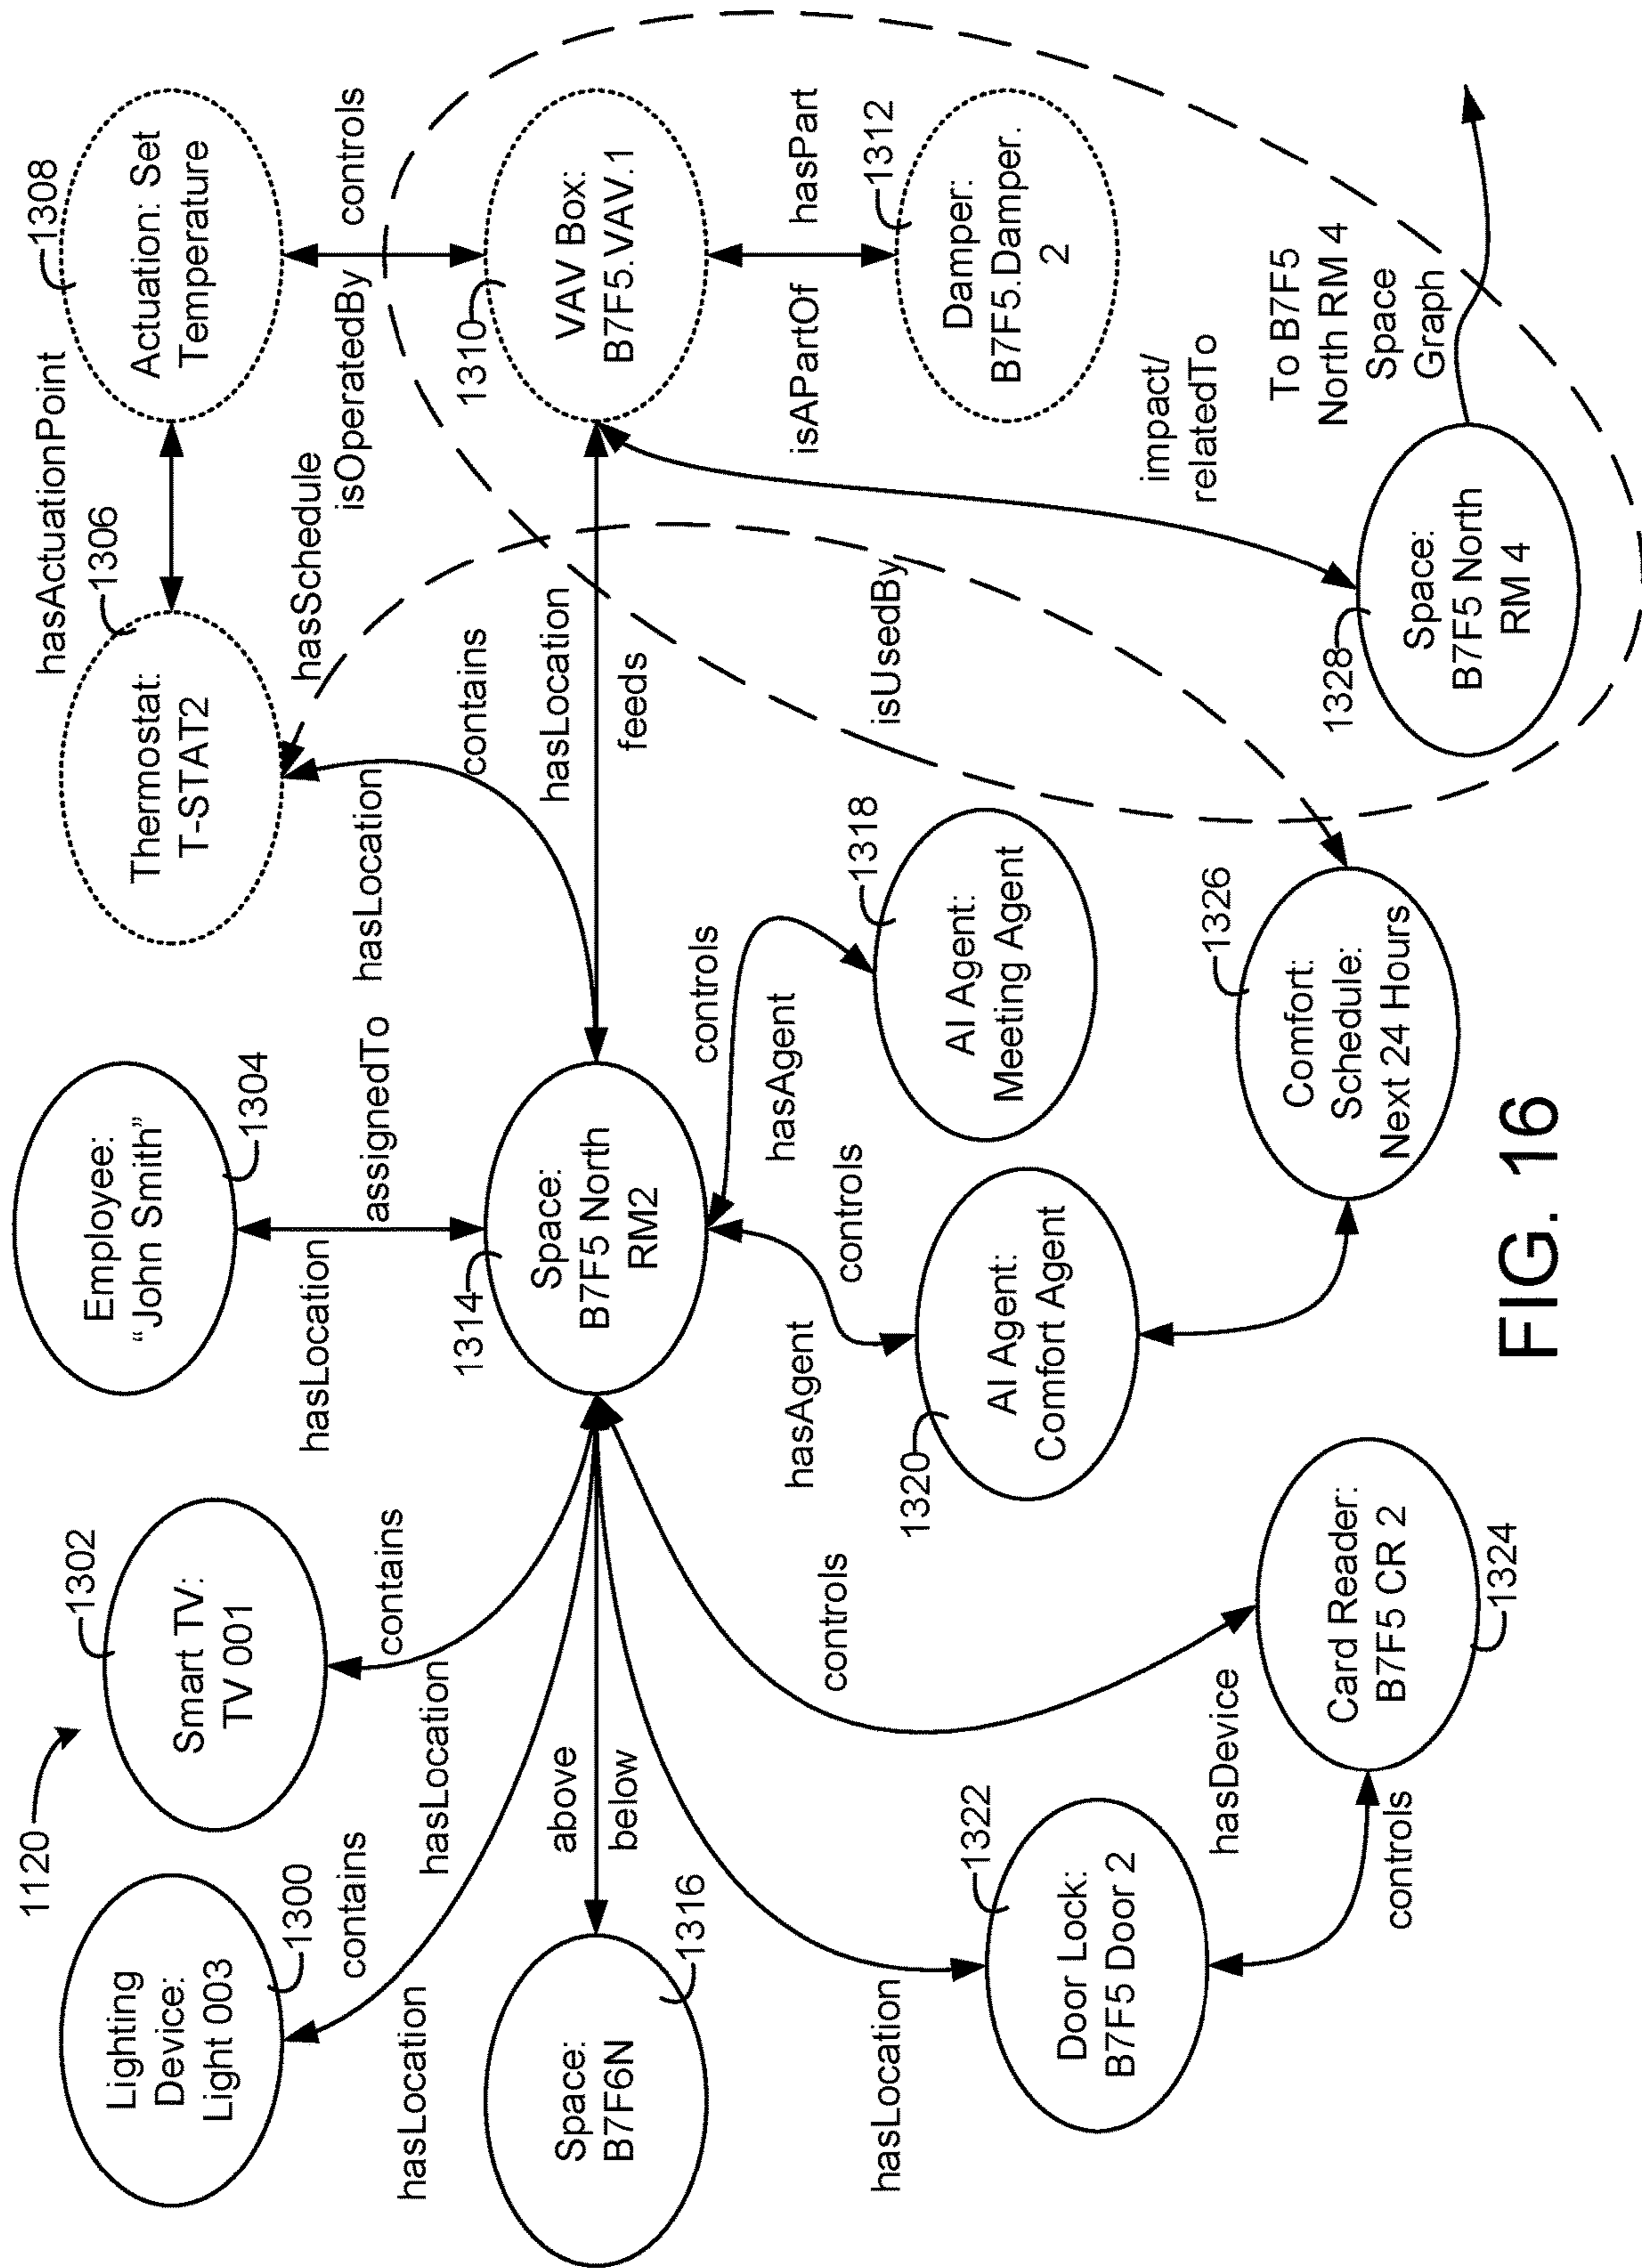 1120
Lighting
Device:
Light 003
1300
Smart TV:
TV 001
1302
Employee:
“John Smith”
1304
Thermostat:
T-STAT2
1306
hasActuationPoint
Actuation: Set
Temperature
1308
hasLocation
contains
hasLocation
contains
hasLocation
assignedTo
hasLocation
contains
hasSchedule
isOperatedBy
controls
Space:
B7F6N
1316
above
below
Space:
B7F5 North
RM2
1314
hasLocation
feeds
VAV Box:
B7F5.VAV.1
1310
isAPartOf
hasPart
Damper:
B7F5.Damper.
2
1312
hasLocation
Door Lock:
B7F5 Door 2
1322
controls
hasDevice
Card Reader:
B7F5 CR 2
1324
controls
hasAgent
controls
AI Agent:
Comfort Agent
1320
controls
hasAgent
AI Agent:
Meeting Agent
1318
isUsedBy
Comfort:
Schedule:
Next 24 Hours
1326
impact/
relatedTo
Space:
B7F5 North
RM 4
1328
To B7F5
North RM 4
Space
Graph
FIG. 16